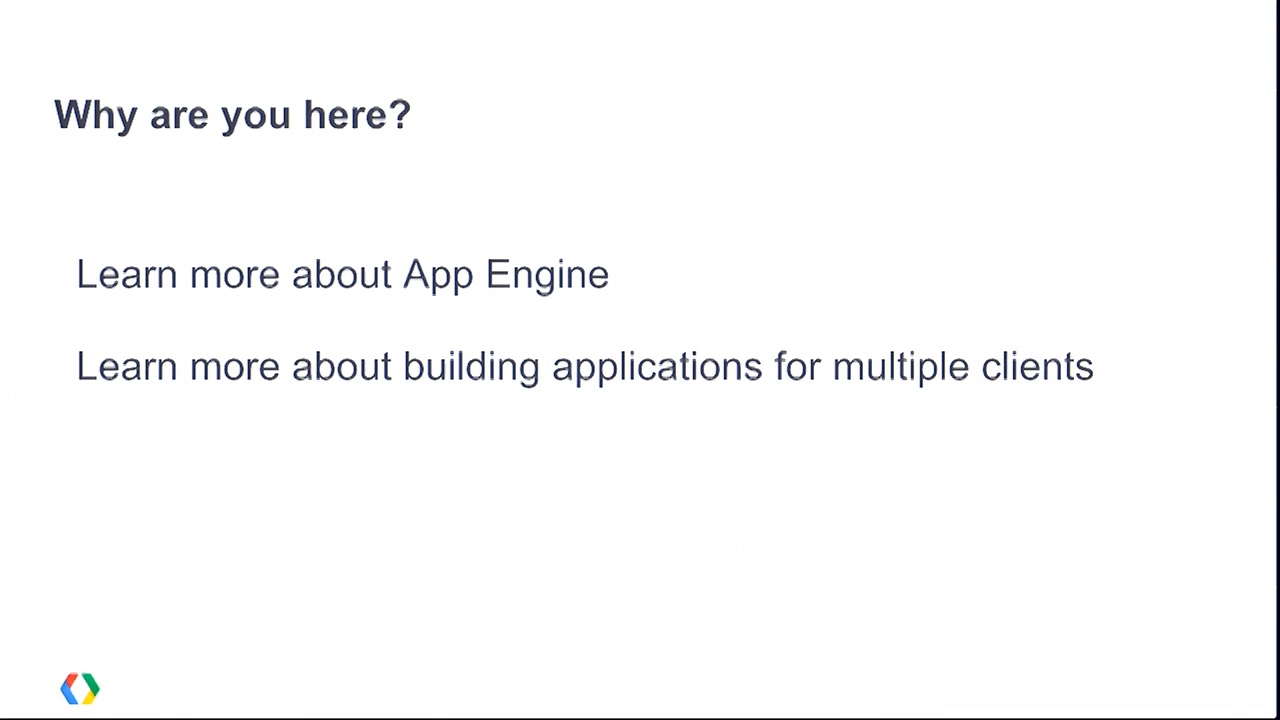 Why are you here?
Learn more about App Engine
Learn more about building applications for multiple clients